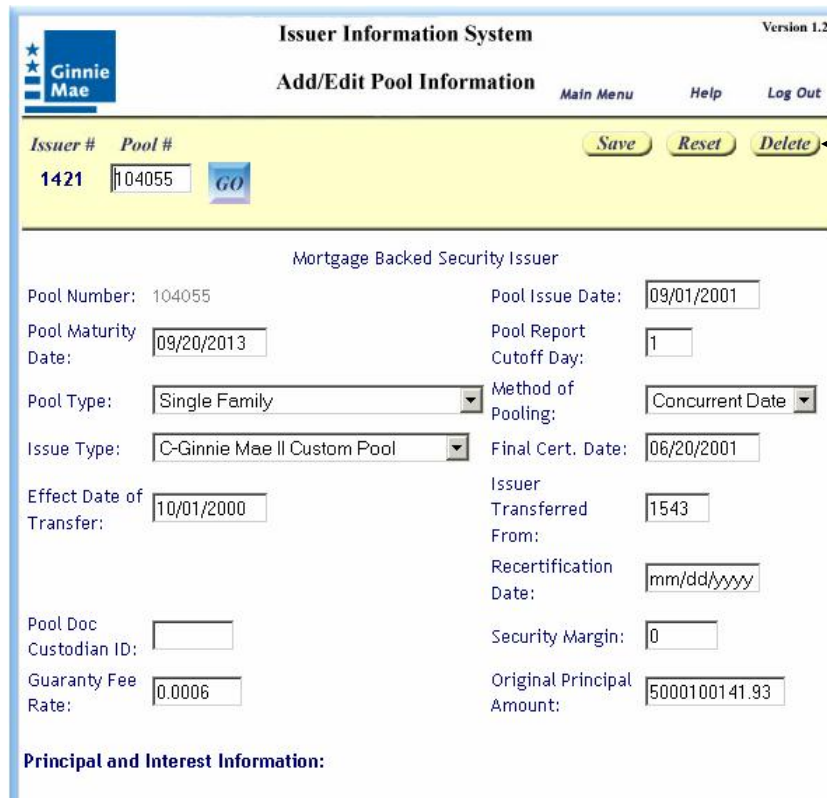 Issuer Information System
Version 1.2
Ginnie
Mae
Add/Edit Pool Information
Main Menu Help Log Out
Issuer # Pool #
Save Reset Delete
1421 104055 GO
Mortgage Backed Security Issuer
Pool Number: 104055
Pool Issue Date: 09/01/2001
Pool Maturity
Date: 09/20/2013
Pool Report
Cutoff Day: 1
Pool Type: Single Family
Method of
Pooling: Concurrent Date
Issue Type: C-Ginnie Mae II Custom Pool
Final Cert. Date: 06/20/2001
Effect Date of
Transfer: 10/01/2000
Issuer
Transferred
From: 1543
Recertification
Date: mm/dd/yyyy
Pool Doc
Custodian ID:
Security Margin: 0
Guaranty Fee
Rate: 0.0006
Original Principal
Amount: 5000100141.93
Principal and Interest Information: